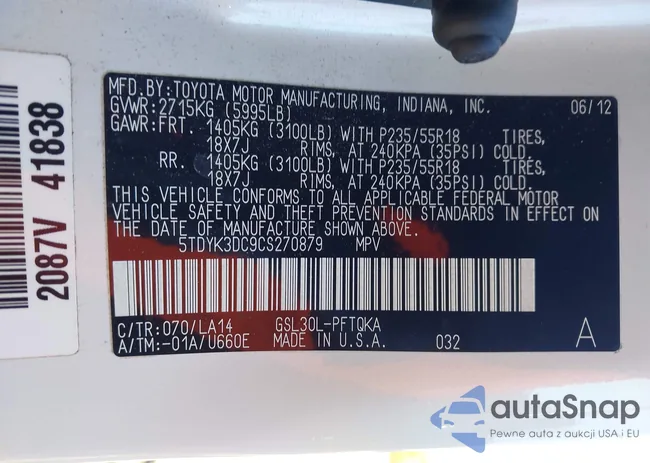 MFD.BY:TOYOTA MOTOR MANUFACTURING, INDIANA, INC. 06/12
GVWR:2715KG (5995LB)
GAWR:FRT. 1405KG (3100LB) WITH P235/55R18 TIRES,
18X7J RIMS, AT 240KPA (35PSI) COLD.
RR. 1405KG (3100LB) WITH P235/55R18 TIRES,
18X7J RIMS, AT 240KPA (35PSI) COLD.
THIS VEHICLE CONFORMS TO ALL APPLICABLE FEDERAL MOTOR
VEHICLE SAFETY AND THEFT PREVENTION STANDARDS IN EFFECT ON
THE DATE OF MANUFACTURE SHOWN ABOVE.
5TDYK3DC9CS270879 MPV
C/TR:070/LA14 GSL30L-PFTQKA
A/TM:-01A/U660E MADE IN U.S.A. 032 A
2087V 41838
autaSnap
Pewne auta z aukcji USA i EU